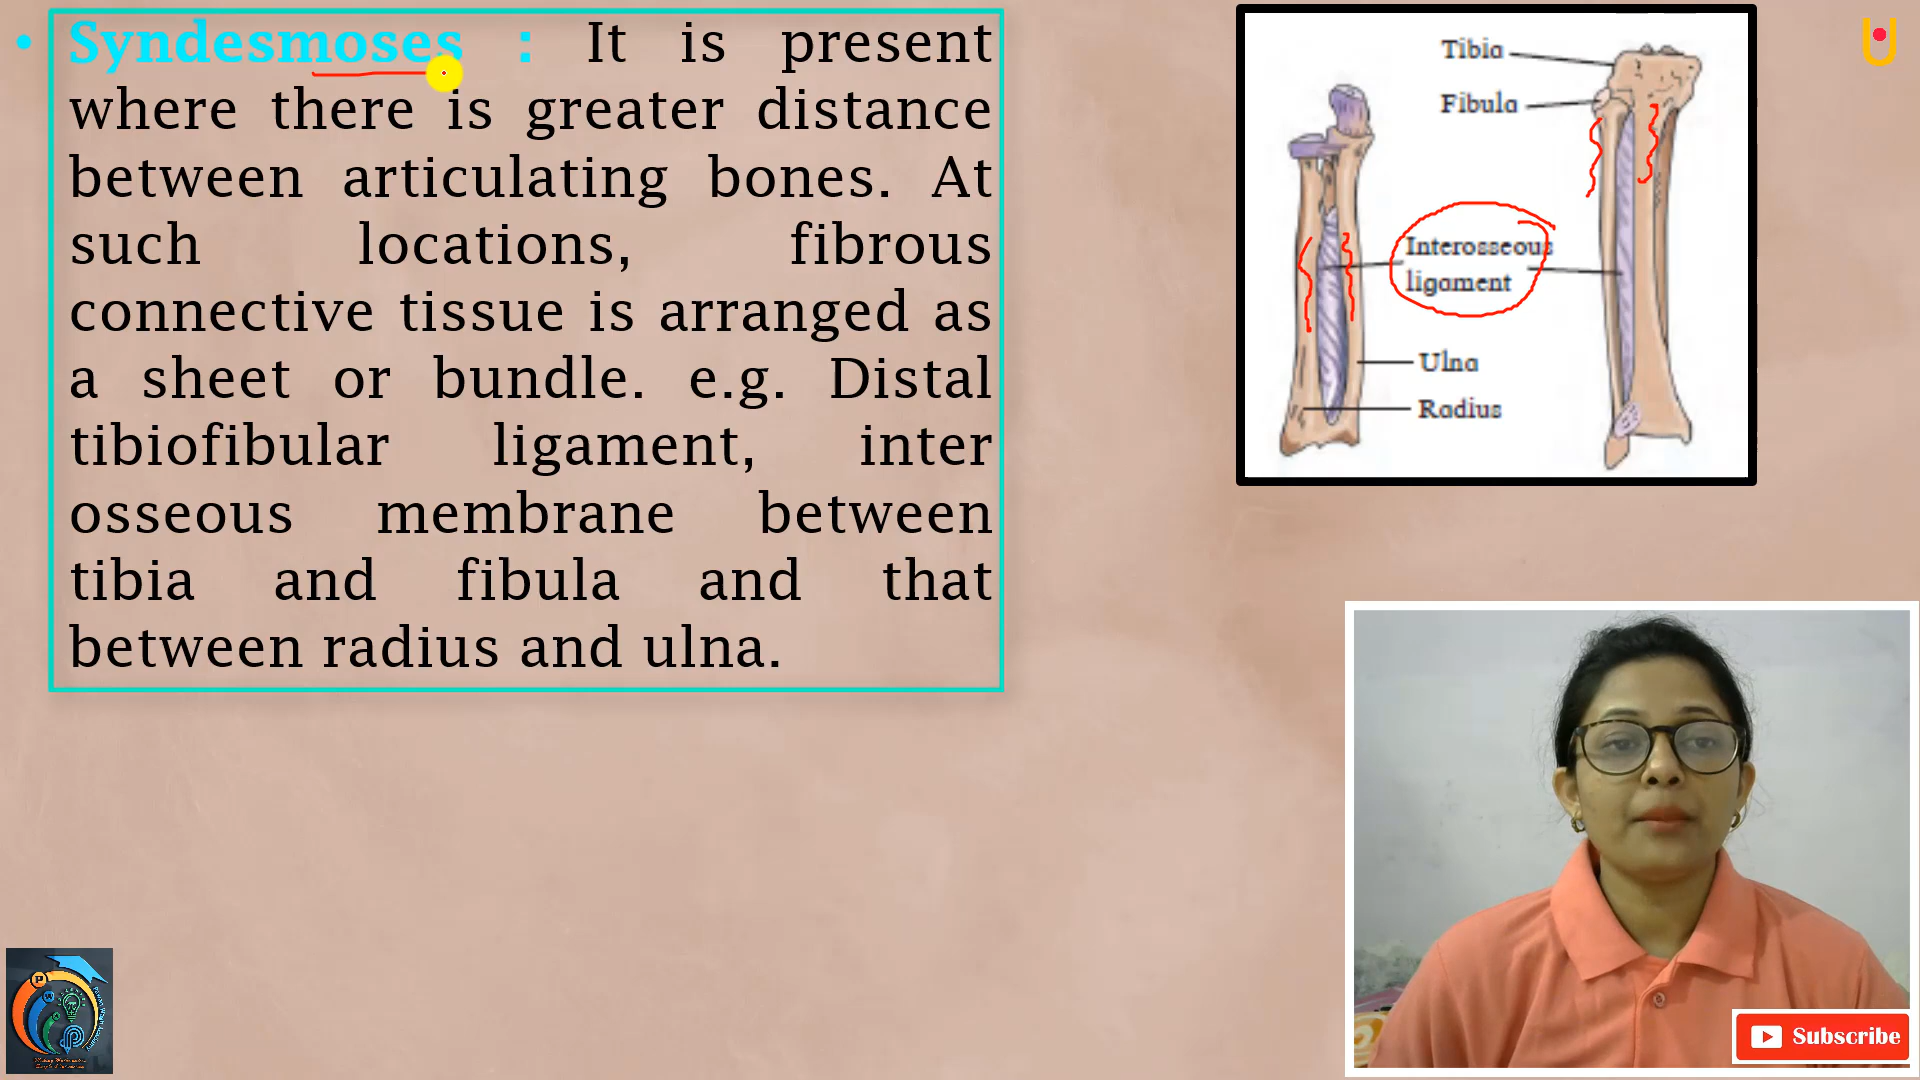 • Syndesmoses : It is present
where there is greater distance
between articulating bones. At
such locations, fibrous
connective tissue is arranged as
a sheet or bundle. e.g. Distal
tibiofibular ligament, inter
osseous membrane between
tibia and fibula and that
between radius and ulna.
Tibia
Fibula
Interosseous
ligament
Ulna
Radius
Subscribe